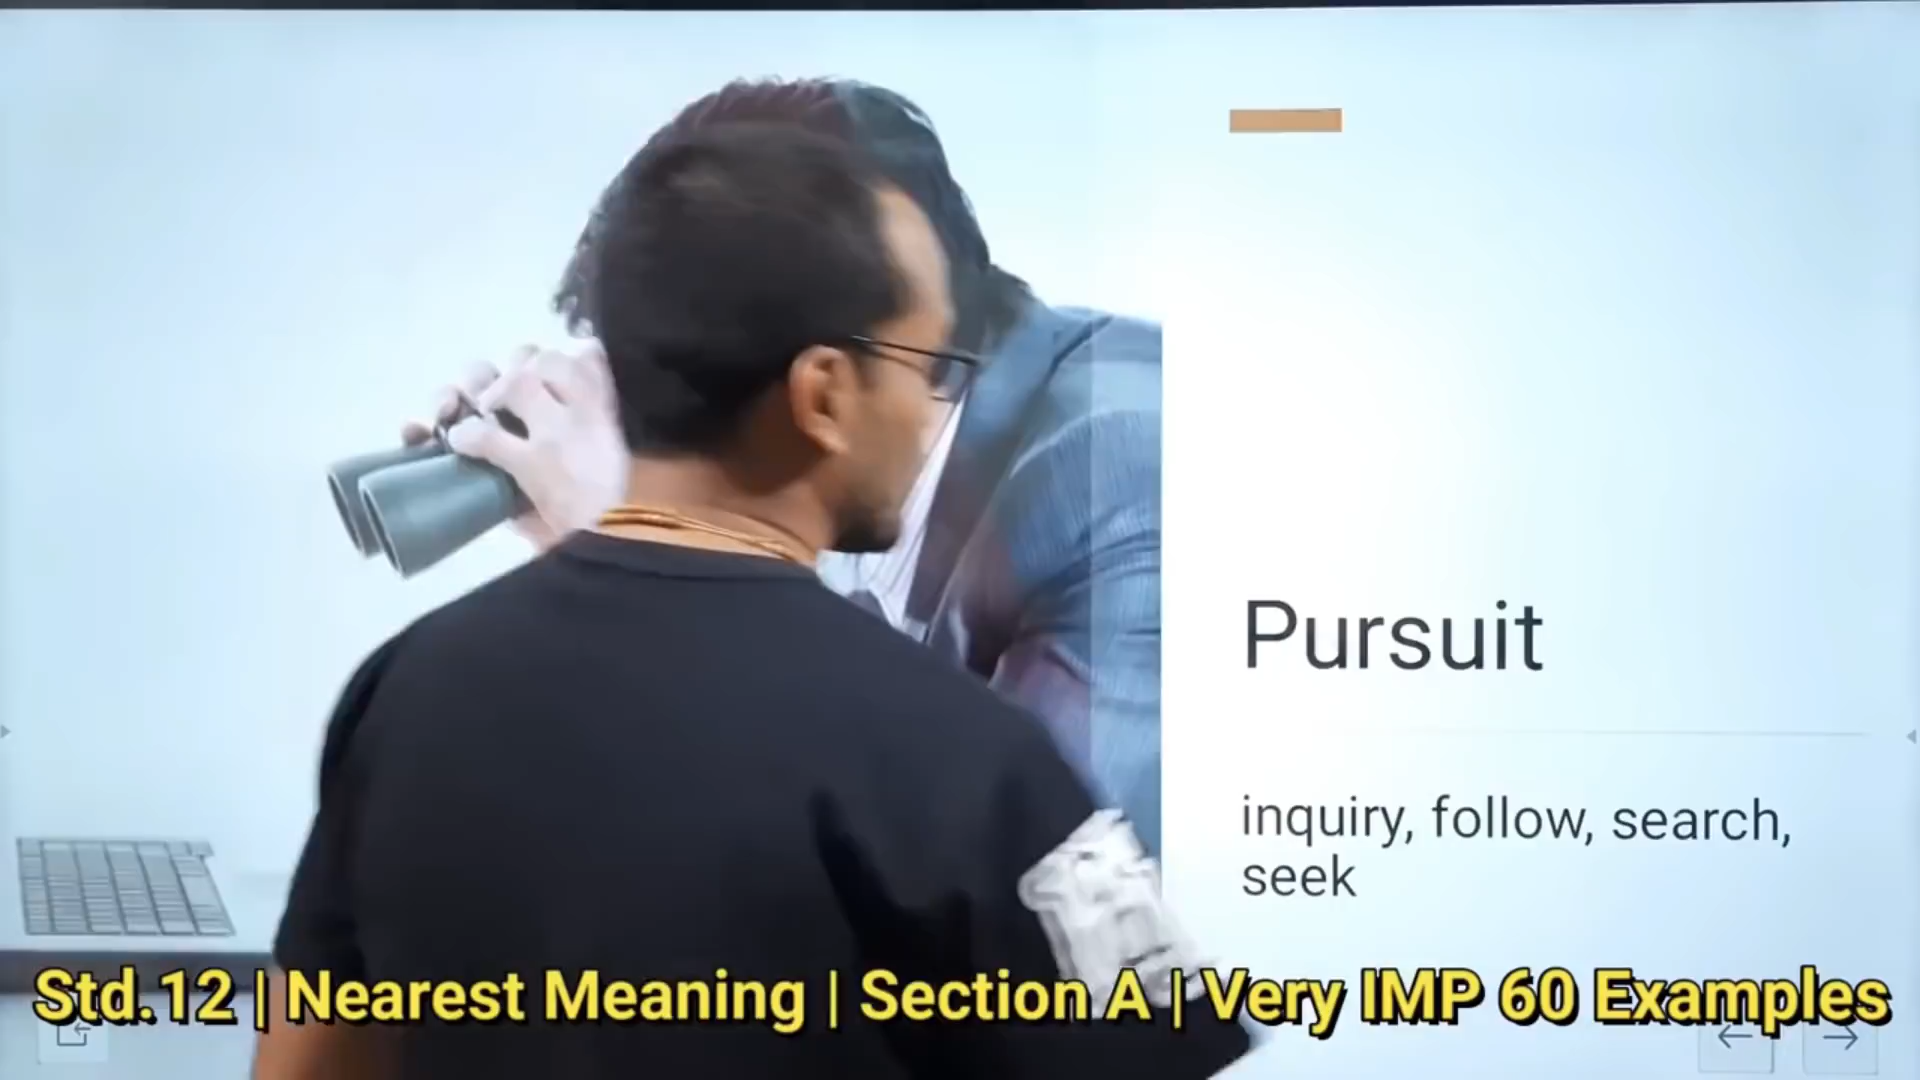 Pursuit
inquiry, follow, search,
seek
Std.12 | Nearest Meaning | Section A | Very IMP 60 Examples